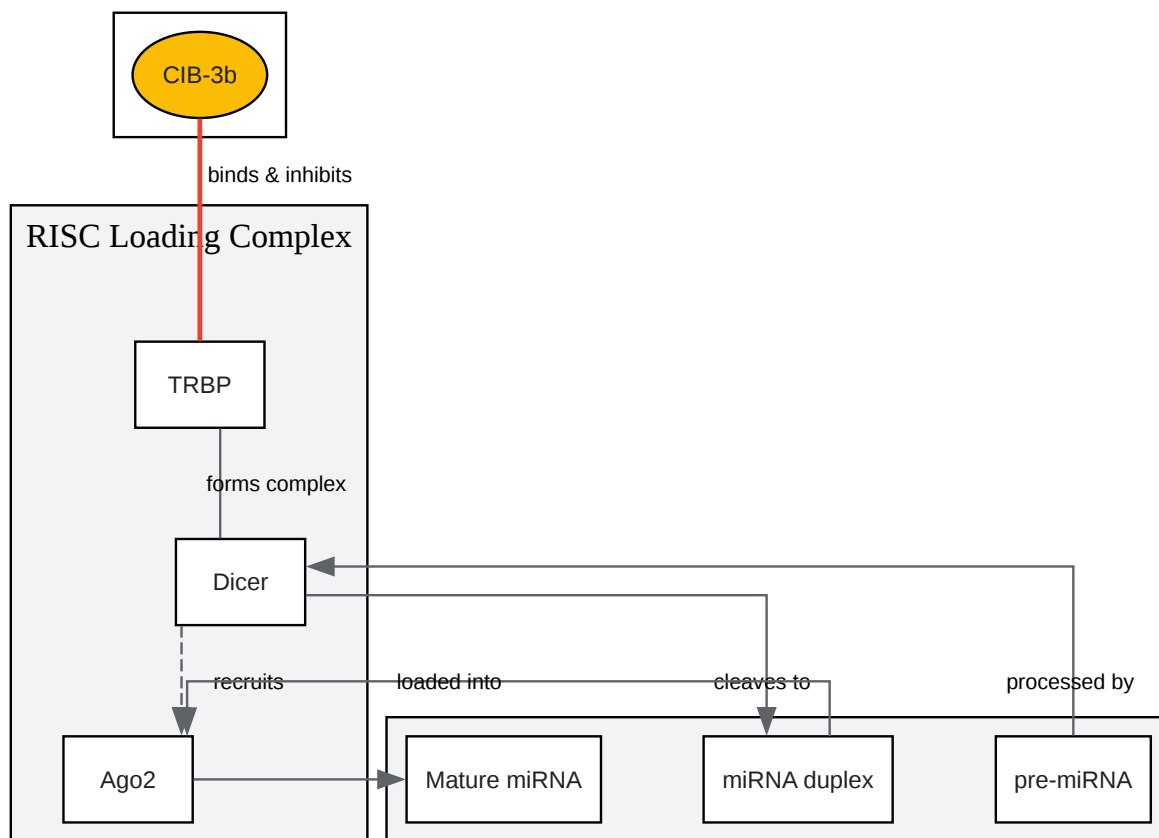 CIB-3b
binds & inhibits
RISC Loading Complex
TRBP
forms complex
Dicer
recruits
loaded into
cleaves to
processed by
Ago2
Mature miRNA
miRNA duplex
pre-miRNA